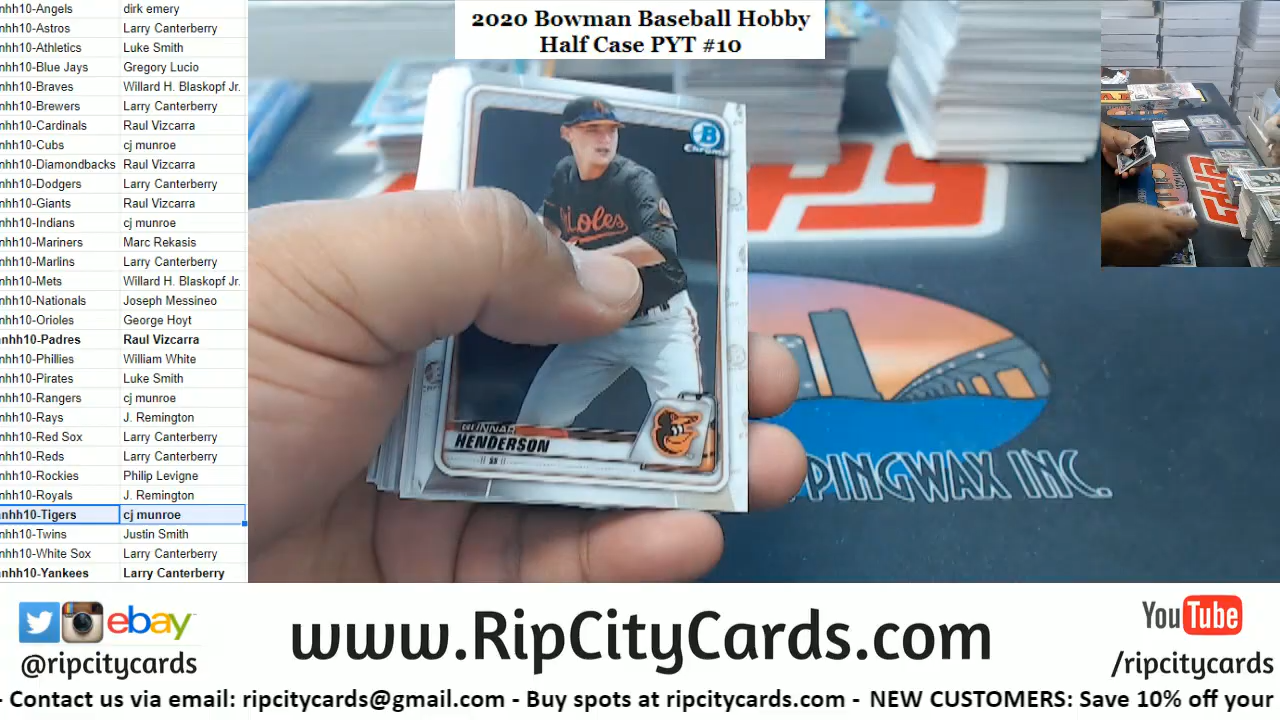 2020 Bowman Baseball Hobby
Half Case PYT #10
nhh10-Angels dirk emery
nhh10-Astros Larry Canterberry
nhh10-Athletics Luke Smith
nhh10-Blue Jays Gregory Lucio
nhh10-Braves Willard H. Blaskopf Jr.
nhh10-Brewers Larry Canterberry
nhh10-Cardinals Raul Vizcarra
nhh10-Cubs cj munroe
nhh10-Diamondbacks Raul Vizcarra
nhh10-Dodgers Larry Canterberry
nhh10-Giants Raul Vizcarra
nhh10-Indians cj munroe
nhh10-Mariners Marc Rekasis
nhh10-Marlins Larry Canterberry
nhh10-Mets Willard H. Blaskopf Jr.
nhh10-Nationals Joseph Messineo
nhh10-Orioles George Hoyt
nhh10-Padres Raul Vizcarra
nhh10-Phillies William White
nhh10-Pirates Luke Smith
nhh10-Rangers cj munroe
nhh10-Rays J. Remington
nhh10-Red Sox Larry Canterberry
nhh10-Reds Larry Canterberry
nhh10-Rockies Philip Levigne
nhh10-Royals J. Remington
nhh10-Tigers cj munroe
nhh10-Twins Justin Smith
nhh10-White Sox Larry Canterberry
nhh10-Yankees Larry Canterberry
B
Chrome
Orioles
GUNNAR
HENDERSON
SS
PINGWAX INC.
ebay
@ripcitycards
www.RipCityCards.com
YouTube
/ripcitycards
- Contact us via email: ripcitycards@gmail.com - Buy spots at ripcitycards.com - NEW CUSTOMERS: Save 10% off your